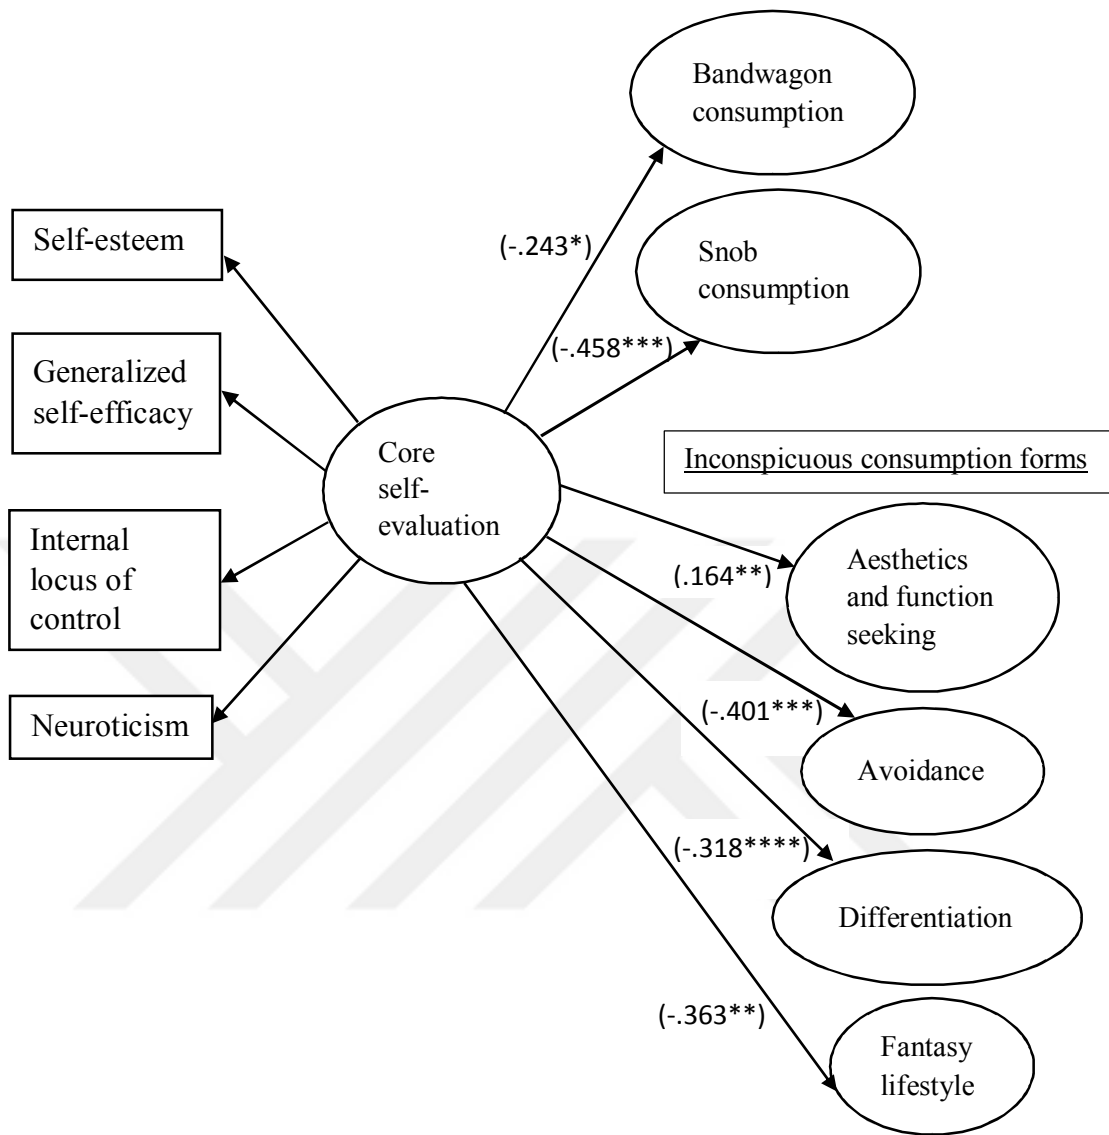 Bandwagon
consumption
Self-esteem
(-.243*)
Snob
consumption
(-.458***)
Generalized
self-efficacy
Core
self-
evaluation
Inconspicuous consumption forms
Internal
locus of
control
(.164**)
Aesthetics
and function
seeking
Neuroticism
(-.401***)
Avoidance
(-.318****)
Differentiation
(-.363**)
Fantasy
lifestyle